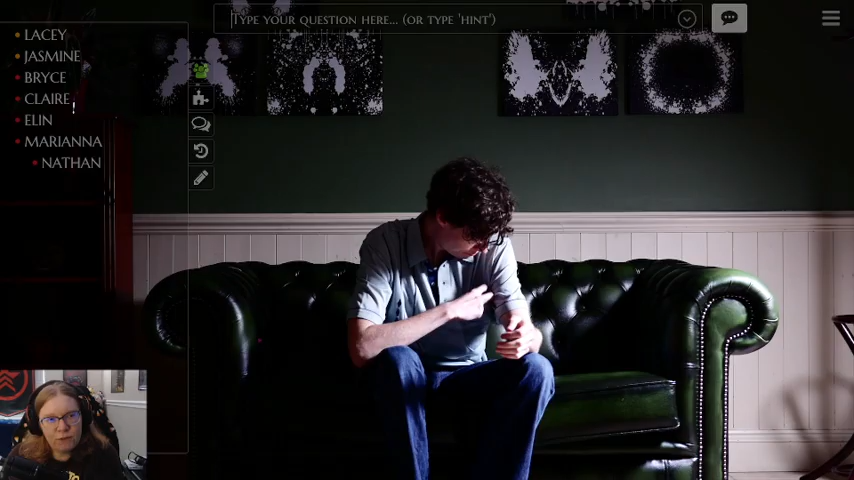 Type your question here... (or type 'hint')
LACEY
JASMINE
BRYCE
CLAIRE
ELIN
MARIANNA
NATHAN